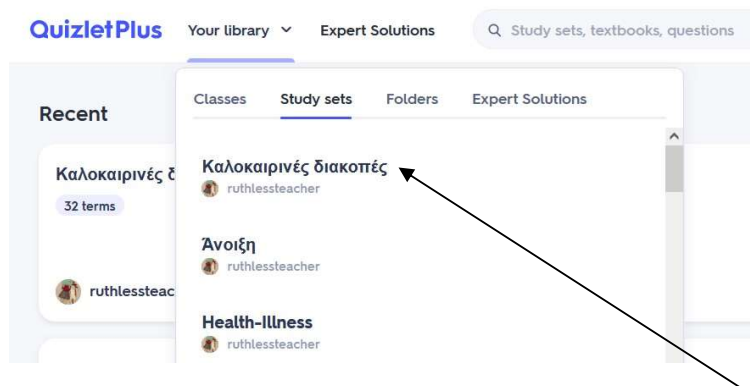 QuizletPlus Your library Expert Solutions Study sets, textbooks, questions
Classes Study sets Folders Expert Solutions
Recent
Καλοκαιρινές δ
32 terms
ruthlessteac
Καλοκαιρινές διακοπές
ruthlessteacher
Άνοιξη
ruthlessteacher
Health-Illness
ruthlessteacher